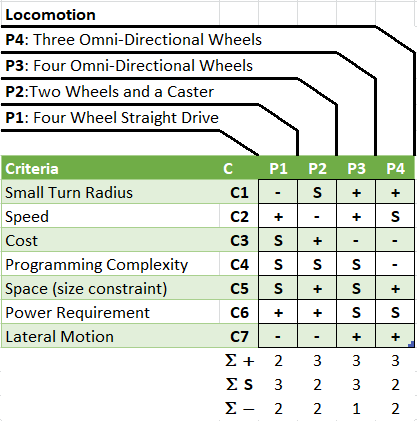 Locomotion
P4: Three Omni-Directional Wheels
P3: Four Omni-Directional Wheels
P2:Two Wheels and a Caster
P1: Four Wheel Straight Drive
Criteria C P1 P2 P3 P4
Small Turn Radius C1 - S + +
Speed C2 + - + S
Cost C3 S + - -
Programming Complexity C4 S S S -
Space (size constraint) C5 S + S +
Power Requirement C6 + + S S
Lateral Motion C7 - - + +
Σ + 2 3 3 3
Σ S 3 2 3 2
Σ − 2 2 1 2